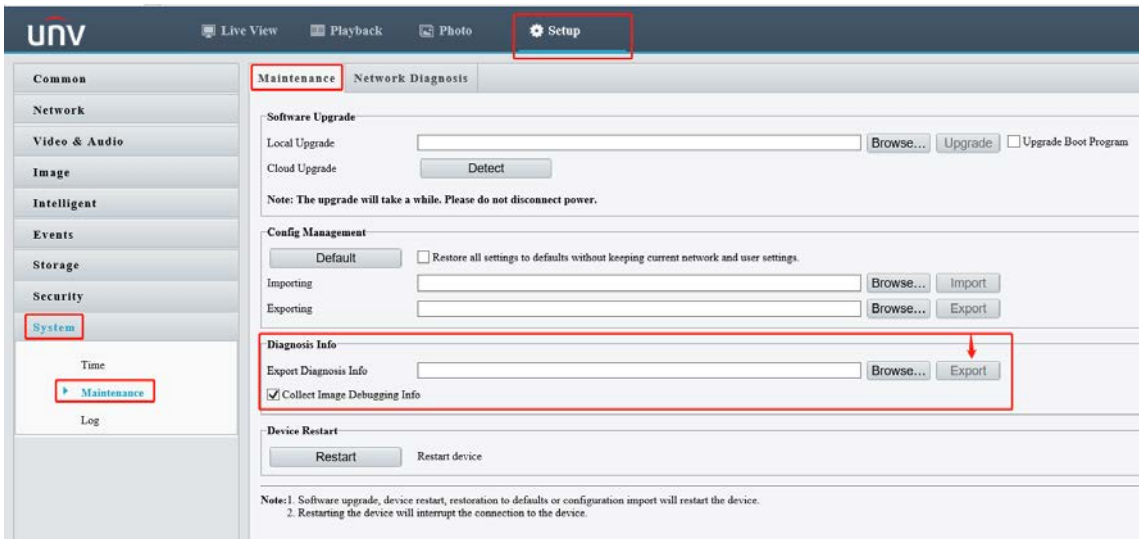 unv
Live View Playback Photo Setup
Common
Network
Video & Audio
Image
Intelligent
Events
Storage
Security
System
Time
Maintenance
Log
Maintenance Network Diagnosis
Software Upgrade
Local Upgrade Browse... Upgrade Upgrade Boot Program
Cloud Upgrade Detect
Note: The upgrade will take a while. Please do not disconnect power.
Config Management
Default Restore all settings to defaults without keeping current network and user settings.
Importing Browse... Import
Exporting Browse... Export
Diagnosis Info
Export Diagnosis Info Browse... Export
Collect Image Debugging Info
Device Restart
Restart Restart device
Note:1. Software upgrade, device restart, restoration to defaults or configuration import will restart the device.
2. Restarting the device will interrupt the connection to the device.